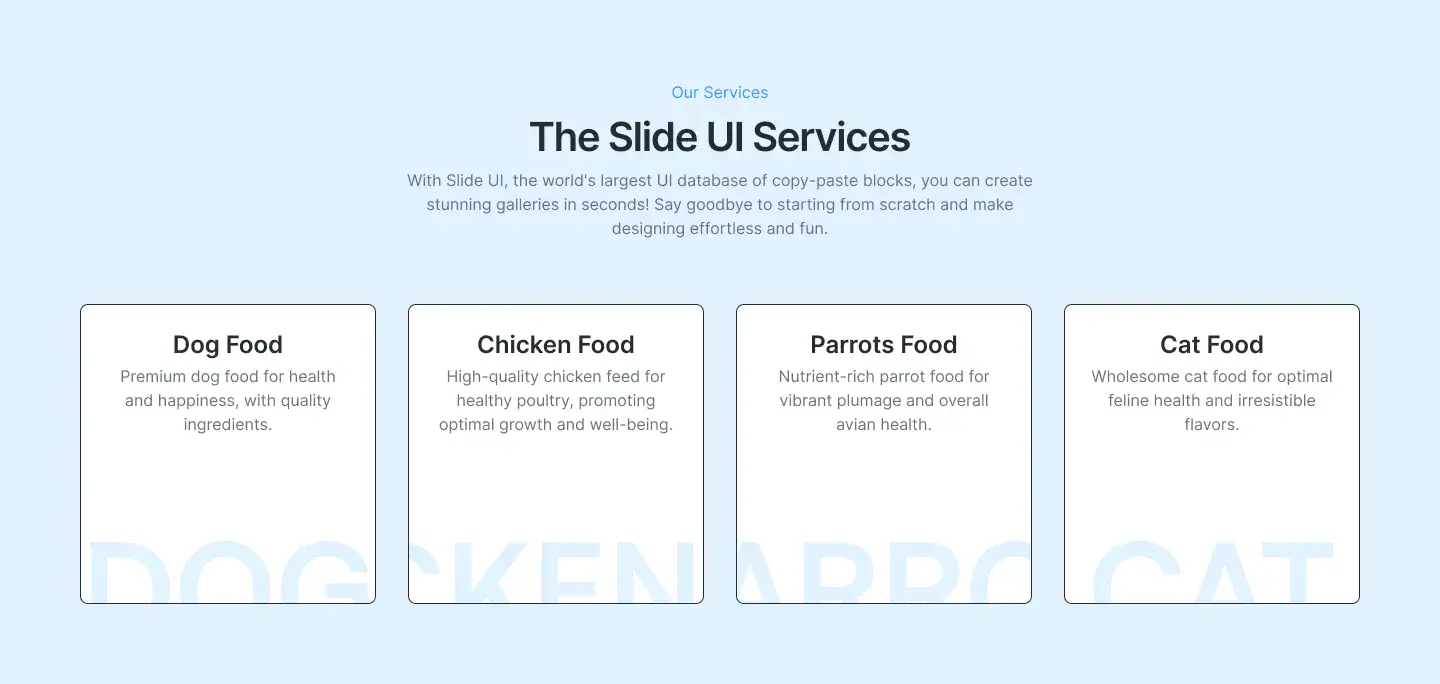 Our Services
The Slide UI Services
With Slide UI, the world's largest UI database of copy-paste blocks, you can create
stunning galleries in seconds! Say goodbye to starting from scratch and make
designing effortless and fun.
Dog Food
Premium dog food for health
and happiness, with quality
ingredients.
DOG
Chicken Food
High-quality chicken feed for
healthy poultry, promoting
optimal growth and well-being.
CKEN
Parrots Food
Nutrient-rich parrot food for
vibrant plumage and overall
avian health.
ARRO
Cat Food
Wholesome cat food for optimal
feline health and irresistible
flavors.
CAT